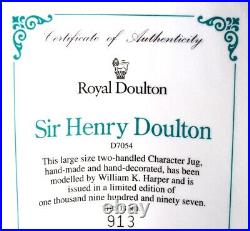 Certificate of Authenticity
Royal Doulton
Sir Henry Doulton
D7054
This large size two-handled Character Jug,
hand-made and hand-decorated, has been
modelled by William K. Harper and is
issued in a limited edition of
one thousand nine hundred and ninety seven.
913